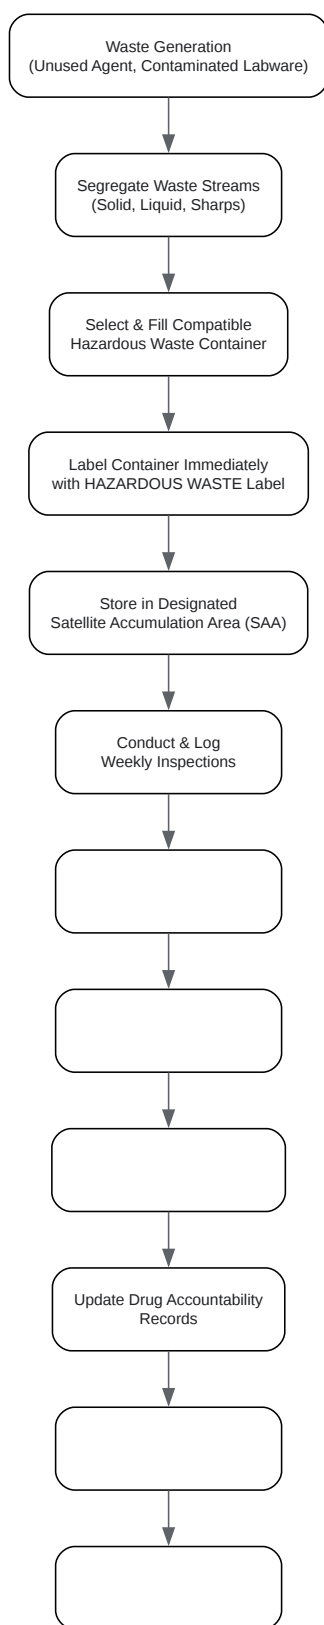 Waste Generation
(Unused Agent, Contaminated Labware)
Segregate Waste Streams
(Solid, Liquid, Sharps)
Select & Fill Compatible
Hazardous Waste Container
Label Container Immediately
with HAZARDOUS WASTE Label
Store in Designated
Satellite Accumulation Area (SAA)
Conduct & Log
Weekly Inspections
Update Drug Accountability
Records